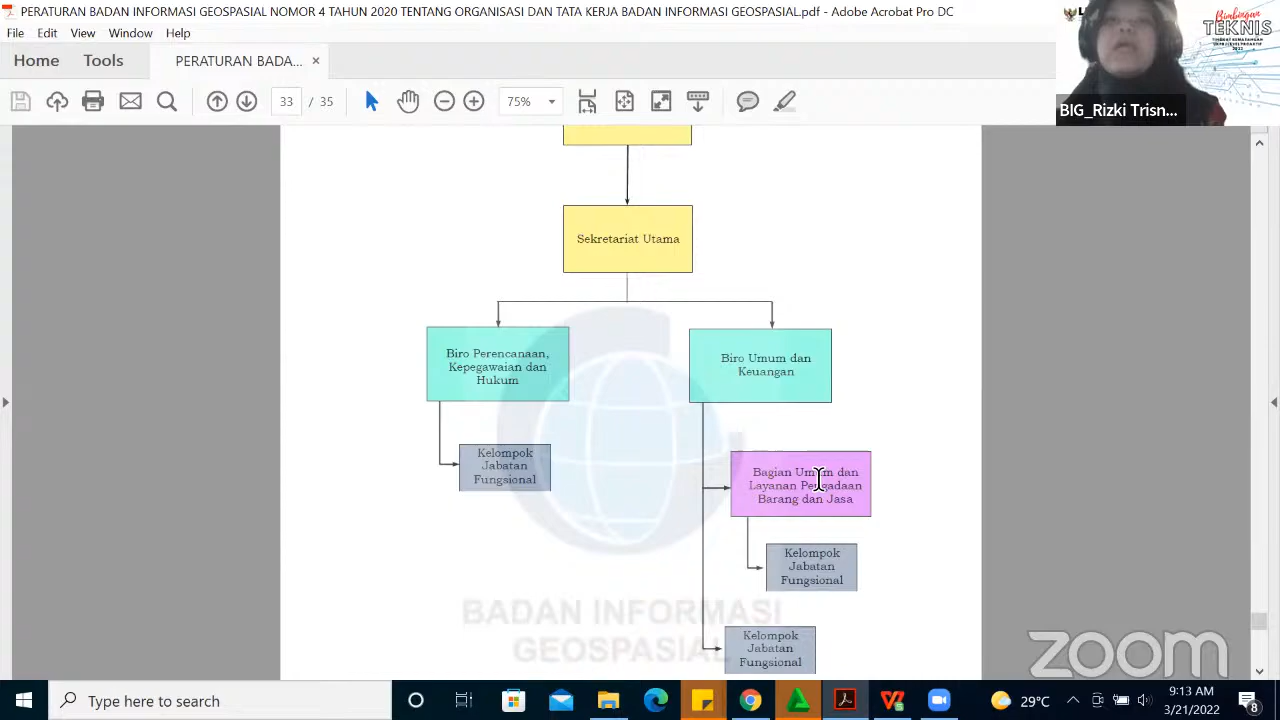 PERATURAN BADAN INFORMASI GEOSPASIAL NOMOR 4 TAHUN 2020 TENTANG ORGANISASI DAN TATA KERJA BADAN INFORMASI GEOSPASIAL.pdf - Adobe Acrobat Pro DC
File Edit View Window Help
Home Tools PERATURAN BADA... ×
33 / 35 75%
Bimbingan
TEKNIS
BIG_Rizki Trisn...
Sekretariat Utama
Biro Perencanaan,
Kepegawaian dan
Hukum
Biro Umum dan
Keuangan
Kelompok
Jabatan
Fungsional
Bagian Umum dan
Layanan Pengadaan
Barang dan Jasa
Kelompok
Jabatan
Fungsional
Kelompok
Jabatan
Fungsional
BADAN INFORMASI
GEOSPASIAL
zoom
Type here to search
29°C
9:13 AM
3/21/2022
8